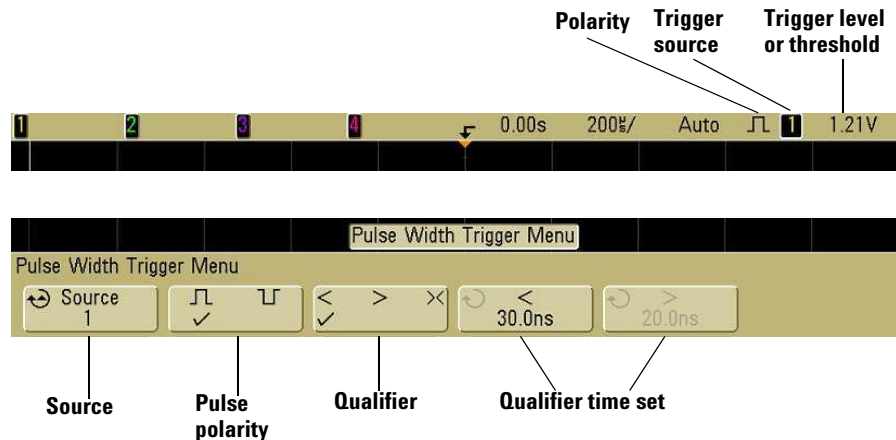 Polarity Trigger source Trigger level or threshold
1 2 3 4 0.00s 200㎲/ Auto 1 1.21V
Pulse Width Trigger Menu
Pulse Width Trigger Menu
Source < > >< < >
1 30.0ns 20.0ns
Source Pulse polarity Qualifier Qualifier time set